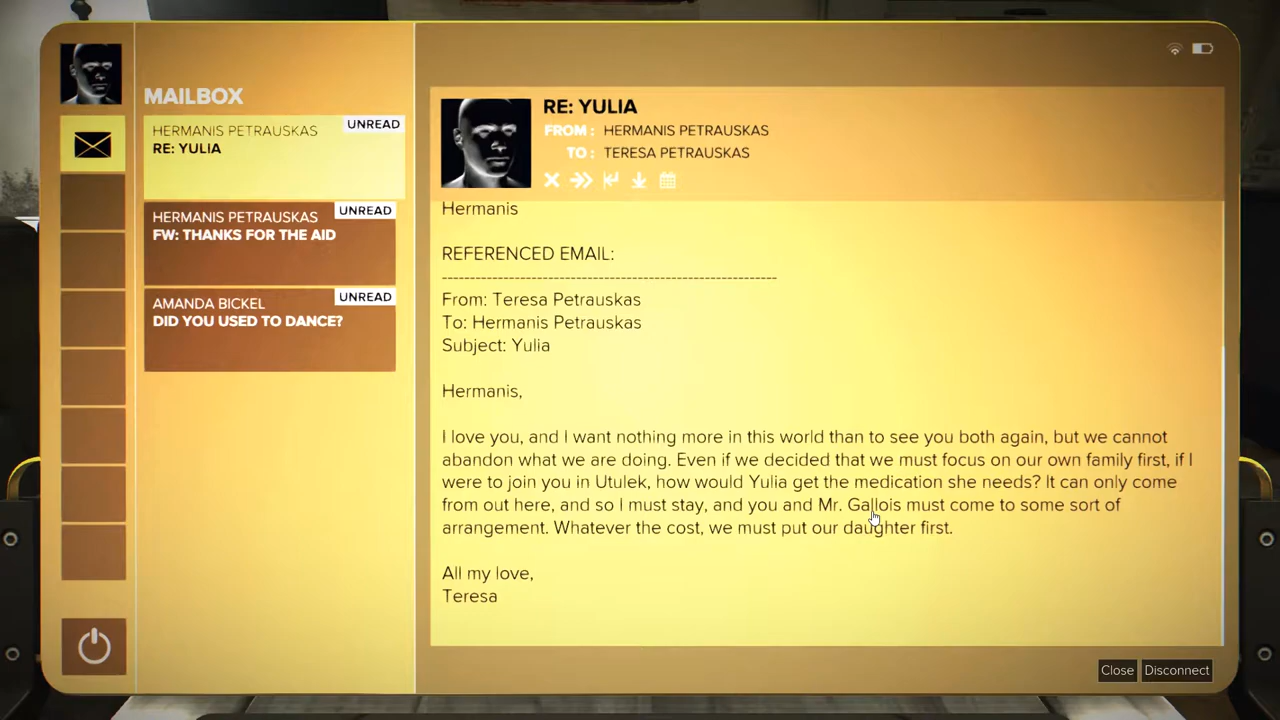 MAILBOX
HERMANIS PETRAUSKAS
UNREAD
RE: YULIA
HERMANIS PETRAUSKAS
UNREAD
FW: THANKS FOR THE AID
AMANDA BICKEL
UNREAD
DID YOU USED TO DANCE?
RE: YULIA
FROM: HERMANIS PETRAUSKAS
TO: TERESA PETRAUSKAS
Hermanis
REFERENCED EMAIL:
--------------------------------------------------------
From: Teresa Petrauskas
To: Hermanis Petrauskas
Subject: Yulia
Hermanis,
I love you, and I want nothing more in this world than to see you both again, but we cannot
abandon what we are doing. Even if we decided that we must focus on our own family first, if I
were to join you in Utulek, how would Yulia get the medication she needs? It can only come
from out here, and so I must stay, and you and Mr. Gallois must come to some sort of
arrangement. Whatever the cost, we must put our daughter first.
All my love,
Teresa
Close
Disconnect